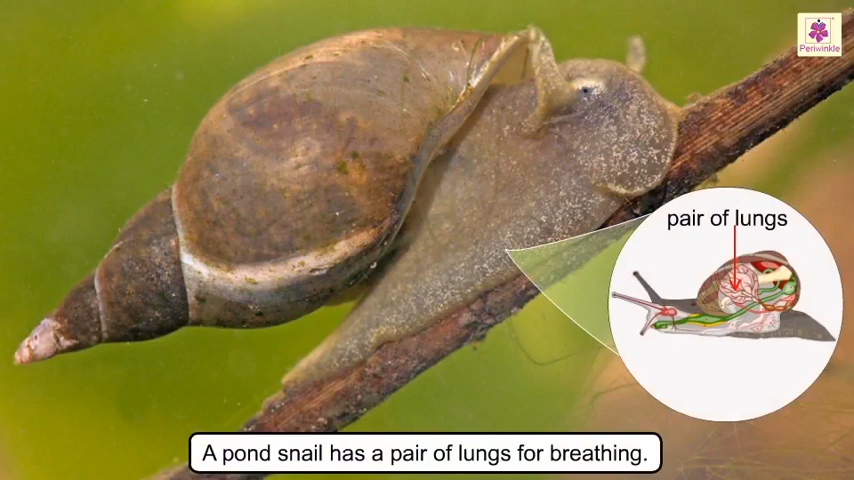 Periwinkle
pair of lungs
A pond snail has a pair of lungs for breathing.